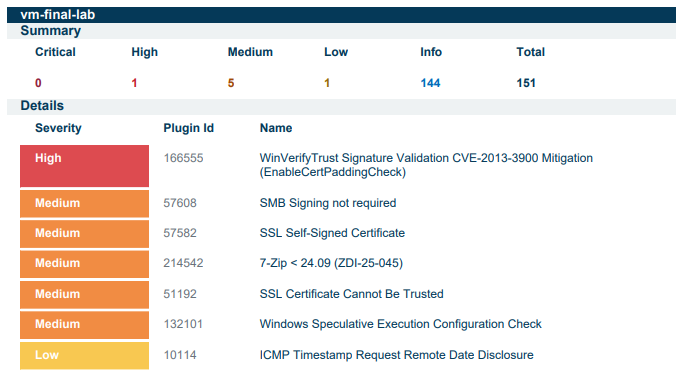 vm-final-lab
Summary
Critical High Medium Low Info Total
0 1 5 1 144 151
Details
Severity Plugin Id Name
High 166555 WinVerifyTrust Signature Validation CVE-2013-3900 Mitigation
(EnableCertPaddingCheck)
Medium 57608 SMB Signing not required
Medium 57582 SSL Self-Signed Certificate
Medium 214542 7-Zip < 24.09 (ZDI-25-045)
Medium 51192 SSL Certificate Cannot Be Trusted
Medium 132101 Windows Speculative Execution Configuration Check
Low 10114 ICMP Timestamp Request Remote Date Disclosure